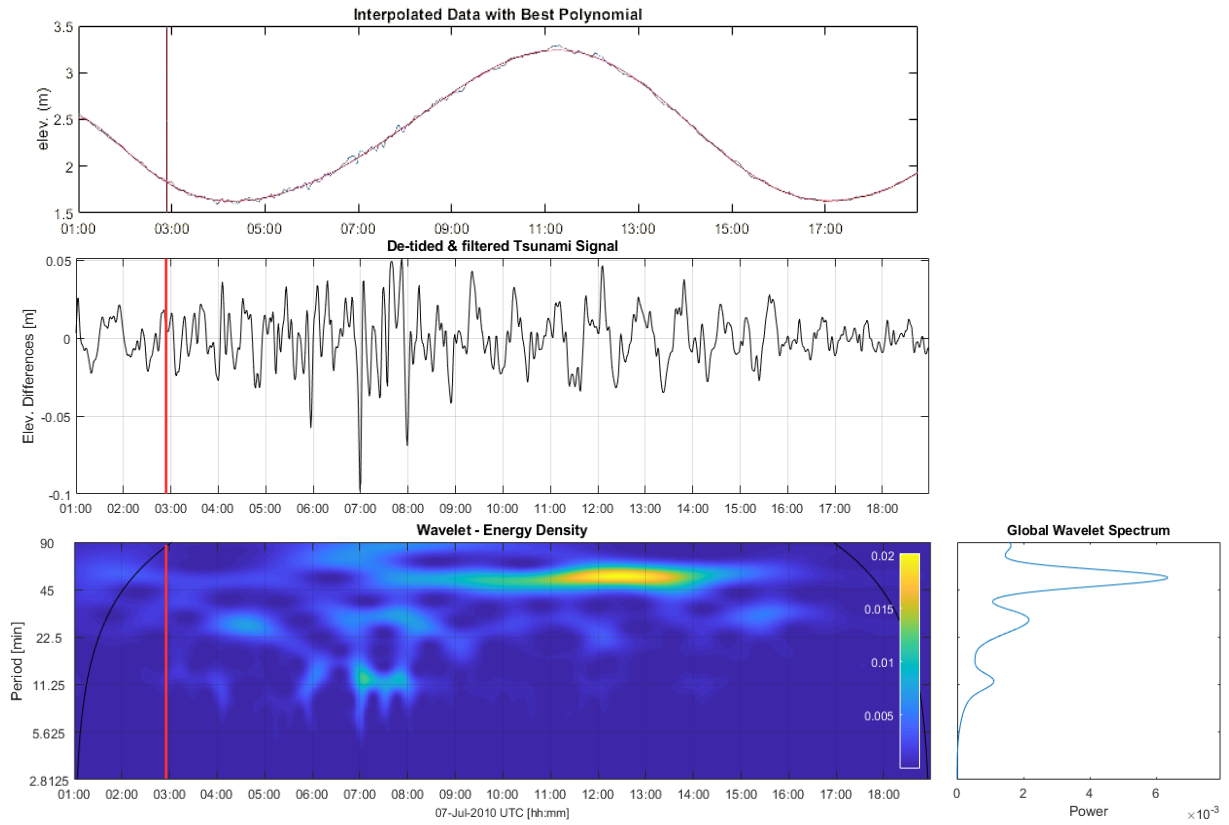 Interpolated Data with Best Polynomial
elev. (m)
3.5
3
2.5
2
1.5
01:00 03:00 05:00 07:00 09:00 11:00 13:00 15:00 17:00
De-tided & filtered Tsunami Signal
Elev. Differences [m]
0.05
0
-0.05
-0.1
01:00 02:00 03:00 04:00 05:00 06:00 07:00 08:00 09:00 10:00 11:00 12:00 13:00 14:00 15:00 16:00 17:00 18:00
Wavelet - Energy Density
Period [min]
90
45
22.5
11.25
5.625
2.8125
0.02
0.015
0.01
0.005
01:00 02:00 03:00 04:00 05:00 06:00 07:00 08:00 09:00 10:00 11:00 12:00 13:00 14:00 15:00 16:00 17:00 18:00
07-Jul-2010 UTC [hh:mm]
Global Wavelet Spectrum
0 2 4 6
Power
×10⁻³